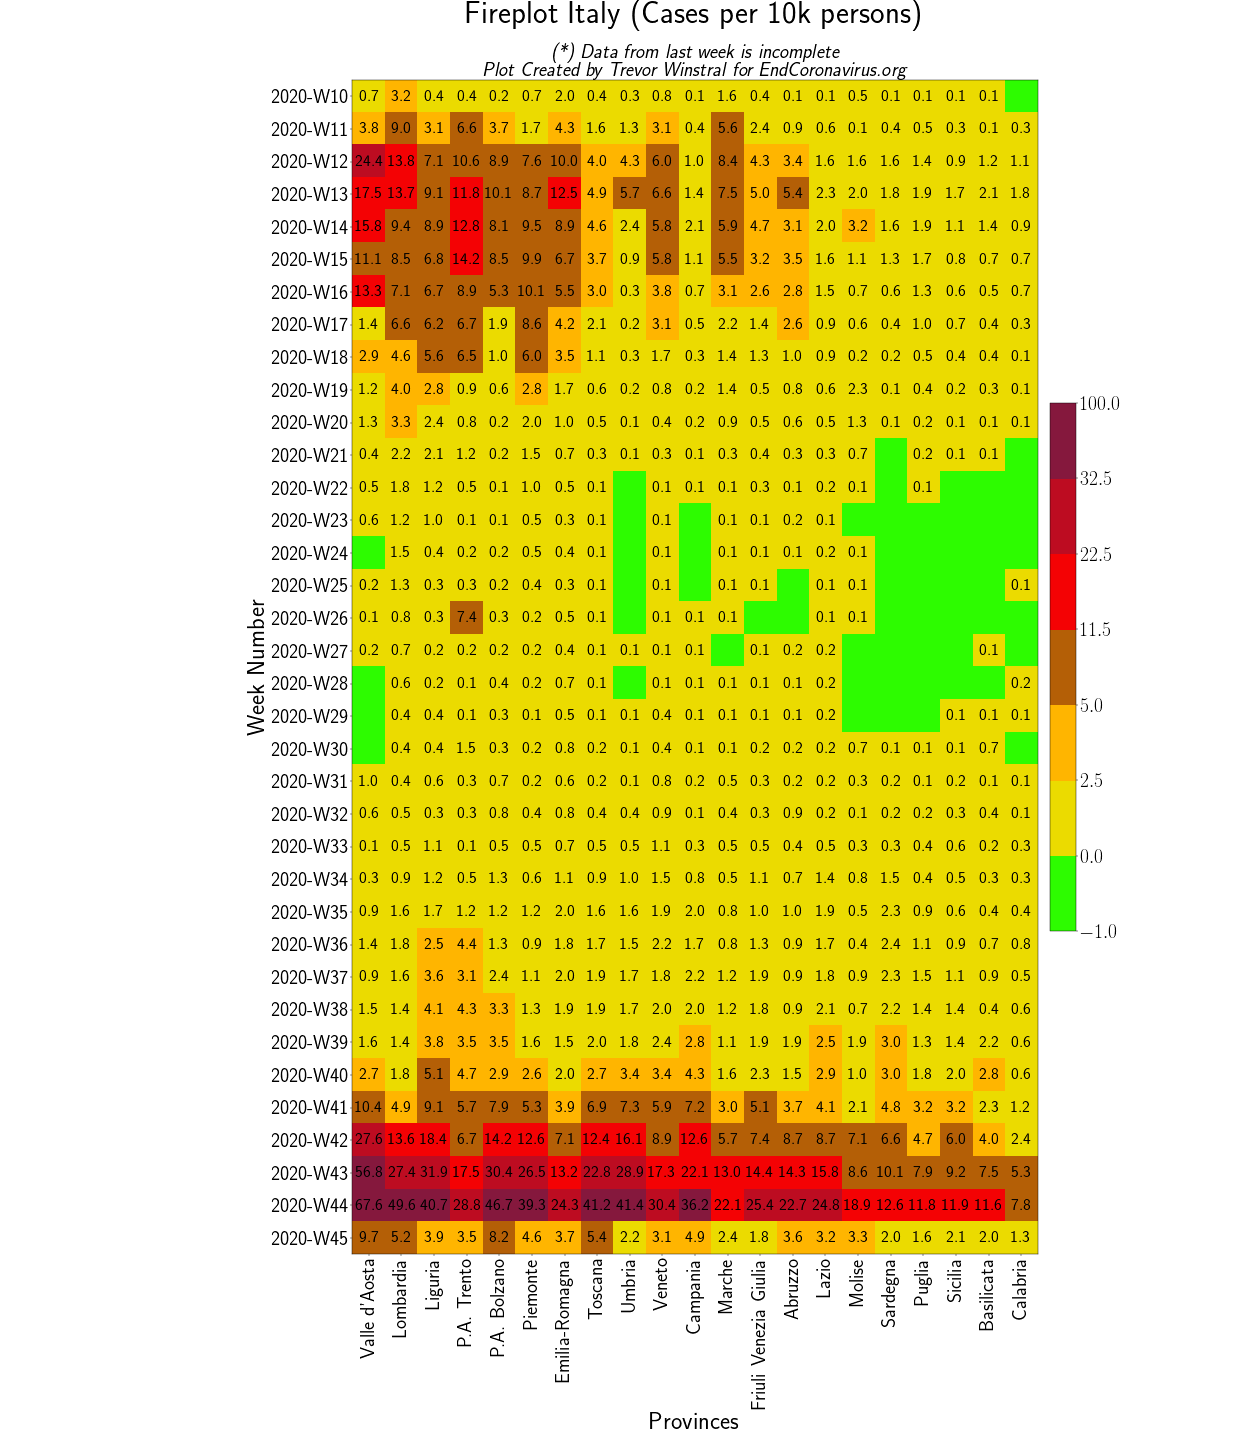 Fireplot Italy (Cases per 10k persons)
(*) Data from last week is incomplete
Plot Created by Trevor Winstral for EndCoronavirus.org
Week Number
2020-W10 0.7 3.2 0.4 0.4 0.2 0.7 2.0 0.4 0.3 0.8 0.1 1.6 0.4 0.1 0.1 0.5 0.1 0.1 0.1 0.1
2020-W11 3.8 9.0 3.1 6.6 3.7 1.7 4.3 1.6 1.3 3.1 0.4 5.6 2.4 0.9 0.6 0.1 0.4 0.5 0.3 0.1 0.3
2020-W12 24.4 13.8 7.1 10.6 8.9 7.6 10.0 4.0 4.3 6.0 1.0 8.4 4.3 3.4 1.6 1.6 1.6 1.4 0.9 1.2 1.1
2020-W13 17.5 13.7 9.1 11.8 10.1 8.7 12.5 4.9 5.7 6.6 1.4 7.5 5.0 5.4 2.3 2.0 1.8 1.9 1.7 2.1 1.8
2020-W14 15.8 9.4 8.9 12.8 8.1 9.5 8.9 4.6 2.4 5.8 2.1 5.9 4.7 3.1 2.0 3.2 1.6 1.9 1.1 1.4 0.9
2020-W15 11.1 8.5 6.8 14.2 8.5 9.9 6.7 3.7 0.9 5.8 1.1 5.5 3.2 3.5 1.6 1.1 1.3 1.7 0.8 0.7 0.7
2020-W16 13.3 7.1 6.7 8.9 5.3 10.1 5.5 3.0 0.3 3.8 0.7 3.1 2.6 2.8 1.5 0.7 0.6 1.3 0.6 0.5 0.7
2020-W17 1.4 6.6 6.2 6.7 1.9 8.6 4.2 2.1 0.2 3.1 0.5 2.2 1.4 2.6 0.9 0.6 0.4 1.0 0.7 0.4 0.3
2020-W18 2.9 4.6 5.6 6.5 1.0 6.0 3.5 1.1 0.3 1.7 0.3 1.4 1.3 1.0 0.9 0.2 0.2 0.5 0.4 0.4 0.1
2020-W19 1.2 4.0 2.8 0.9 0.6 2.8 1.7 0.6 0.2 0.8 0.2 1.4 0.5 0.8 0.6 2.3 0.1 0.4 0.2 0.3 0.1
2020-W20 1.3 3.3 2.4 0.8 0.2 2.0 1.0 0.5 0.1 0.4 0.2 0.9 0.5 0.6 0.5 1.3 0.1 0.2 0.1 0.1 0.1
2020-W21 0.4 2.2 2.1 1.2 0.2 1.5 0.7 0.3 0.1 0.3 0.1 0.3 0.4 0.3 0.3 0.7 0.2 0.1 0.1
2020-W22 0.5 1.8 1.2 0.5 0.1 1.0 0.5 0.1 0.1 0.1 0.1 0.3 0.1 0.2 0.1 0.1
2020-W23 0.6 1.2 1.0 0.1 0.1 0.5 0.3 0.1 0.1 0.1 0.1 0.2 0.1
2020-W24 1.5 0.4 0.2 0.2 0.5 0.4 0.1 0.1 0.1 0.1 0.1 0.2 0.1
2020-W25 0.2 1.3 0.3 0.3 0.2 0.4 0.3 0.1 0.1 0.1 0.1 0.1 0.1 0.1
2020-W26 0.1 0.8 0.3 7.4 0.3 0.2 0.5 0.1 0.1 0.1 0.1 0.1 0.1
2020-W27 0.2 0.7 0.2 0.2 0.2 0.2 0.4 0.1 0.1 0.1 0.1 0.1 0.2 0.2 0.1
2020-W28 0.6 0.2 0.1 0.4 0.2 0.7 0.1 0.1 0.1 0.1 0.1 0.1 0.2 0.2
2020-W29 0.4 0.4 0.1 0.3 0.1 0.5 0.1 0.1 0.4 0.1 0.1 0.1 0.1 0.2 0.1 0.1 0.1
2020-W30 0.4 0.4 1.5 0.3 0.2 0.8 0.2 0.1 0.4 0.1 0.1 0.2 0.2 0.2 0.7 0.1 0.1 0.1 0.7
2020-W31 1.0 0.4 0.6 0.3 0.7 0.2 0.6 0.2 0.1 0.8 0.2 0.5 0.3 0.2 0.2 0.3 0.2 0.1 0.2 0.1 0.1
2020-W32 0.6 0.5 0.3 0.3 0.8 0.4 0.8 0.4 0.4 0.9 0.1 0.4 0.3 0.9 0.2 0.1 0.2 0.2 0.3 0.4 0.1
2020-W33 0.1 0.5 1.1 0.1 0.5 0.5 0.7 0.5 0.5 1.1 0.3 0.5 0.5 0.4 0.5 0.3 0.3 0.4 0.6 0.2 0.3
2020-W34 0.3 0.9 1.2 0.5 1.3 0.6 1.1 0.9 1.0 1.5 0.8 0.5 1.1 0.7 1.4 0.8 1.5 0.4 0.5 0.3 0.3
2020-W35 0.9 1.6 1.7 1.2 1.2 1.2 2.0 1.6 1.6 1.9 2.0 0.8 1.0 1.0 1.9 0.5 2.3 0.9 0.6 0.4 0.4
2020-W36 1.4 1.8 2.5 4.4 1.3 0.9 1.8 1.7 1.5 2.2 1.7 0.8 1.3 0.9 1.7 0.4 2.4 1.1 0.9 0.7 0.8
2020-W37 0.9 1.6 3.6 3.1 2.4 1.1 2.0 1.9 1.7 1.8 2.2 1.2 1.9 0.9 1.8 0.9 2.3 1.5 1.1 0.9 0.5
2020-W38 1.5 1.4 4.1 4.3 3.3 1.3 1.9 1.9 1.7 2.0 2.0 1.2 1.8 0.9 2.1 0.7 2.2 1.4 1.4 0.4 0.6
2020-W39 1.6 1.4 3.8 3.5 3.5 1.6 1.5 2.0 1.8 2.4 2.8 1.1 1.9 1.9 2.5 1.9 3.0 1.3 1.4 2.2 0.6
2020-W40 2.7 1.8 5.1 4.7 2.9 2.6 2.0 2.7 3.4 3.4 4.3 1.6 2.3 1.5 2.9 1.0 3.0 1.8 2.0 2.8 0.6
2020-W41 10.4 4.9 9.1 5.7 7.9 5.3 3.9 6.9 7.3 5.9 7.2 3.0 5.1 3.7 4.1 2.1 4.8 3.2 3.2 2.3 1.2
2020-W42 27.6 13.6 18.4 6.7 14.2 12.6 7.1 12.4 16.1 8.9 12.6 5.7 7.4 8.7 8.7 7.1 6.6 4.7 6.0 4.0 2.4
2020-W43 56.8 27.4 31.9 17.5 30.4 26.5 13.2 22.8 28.9 17.3 22.1 13.0 14.4 14.3 15.8 8.6 10.1 7.9 9.2 7.5 5.3
2020-W44 67.6 49.6 40.7 28.8 46.7 39.3 24.3 41.2 41.4 30.4 36.2 22.1 25.4 22.7 24.8 18.9 12.6 11.8 11.9 11.6 7.8
2020-W45 9.7 5.2 3.9 3.5 8.2 4.6 3.7 5.4 2.2 3.1 4.9 2.4 1.8 3.6 3.2 3.3 2.0 1.6 2.1 2.0 1.3
Valle d'Aosta
Lombardia
Liguria
P.A. Trento
P.A. Bolzano
Piemonte
Emilia-Romagna
Toscana
Umbria
Veneto
Campania
Marche
Friuli Venezia Giulia
Abruzzo
Lazio
Molise
Sardegna
Puglia
Sicilia
Basilicata
Calabria
Provinces
100.0
32.5
22.5
11.5
5.0
2.5
0.0
−1.0